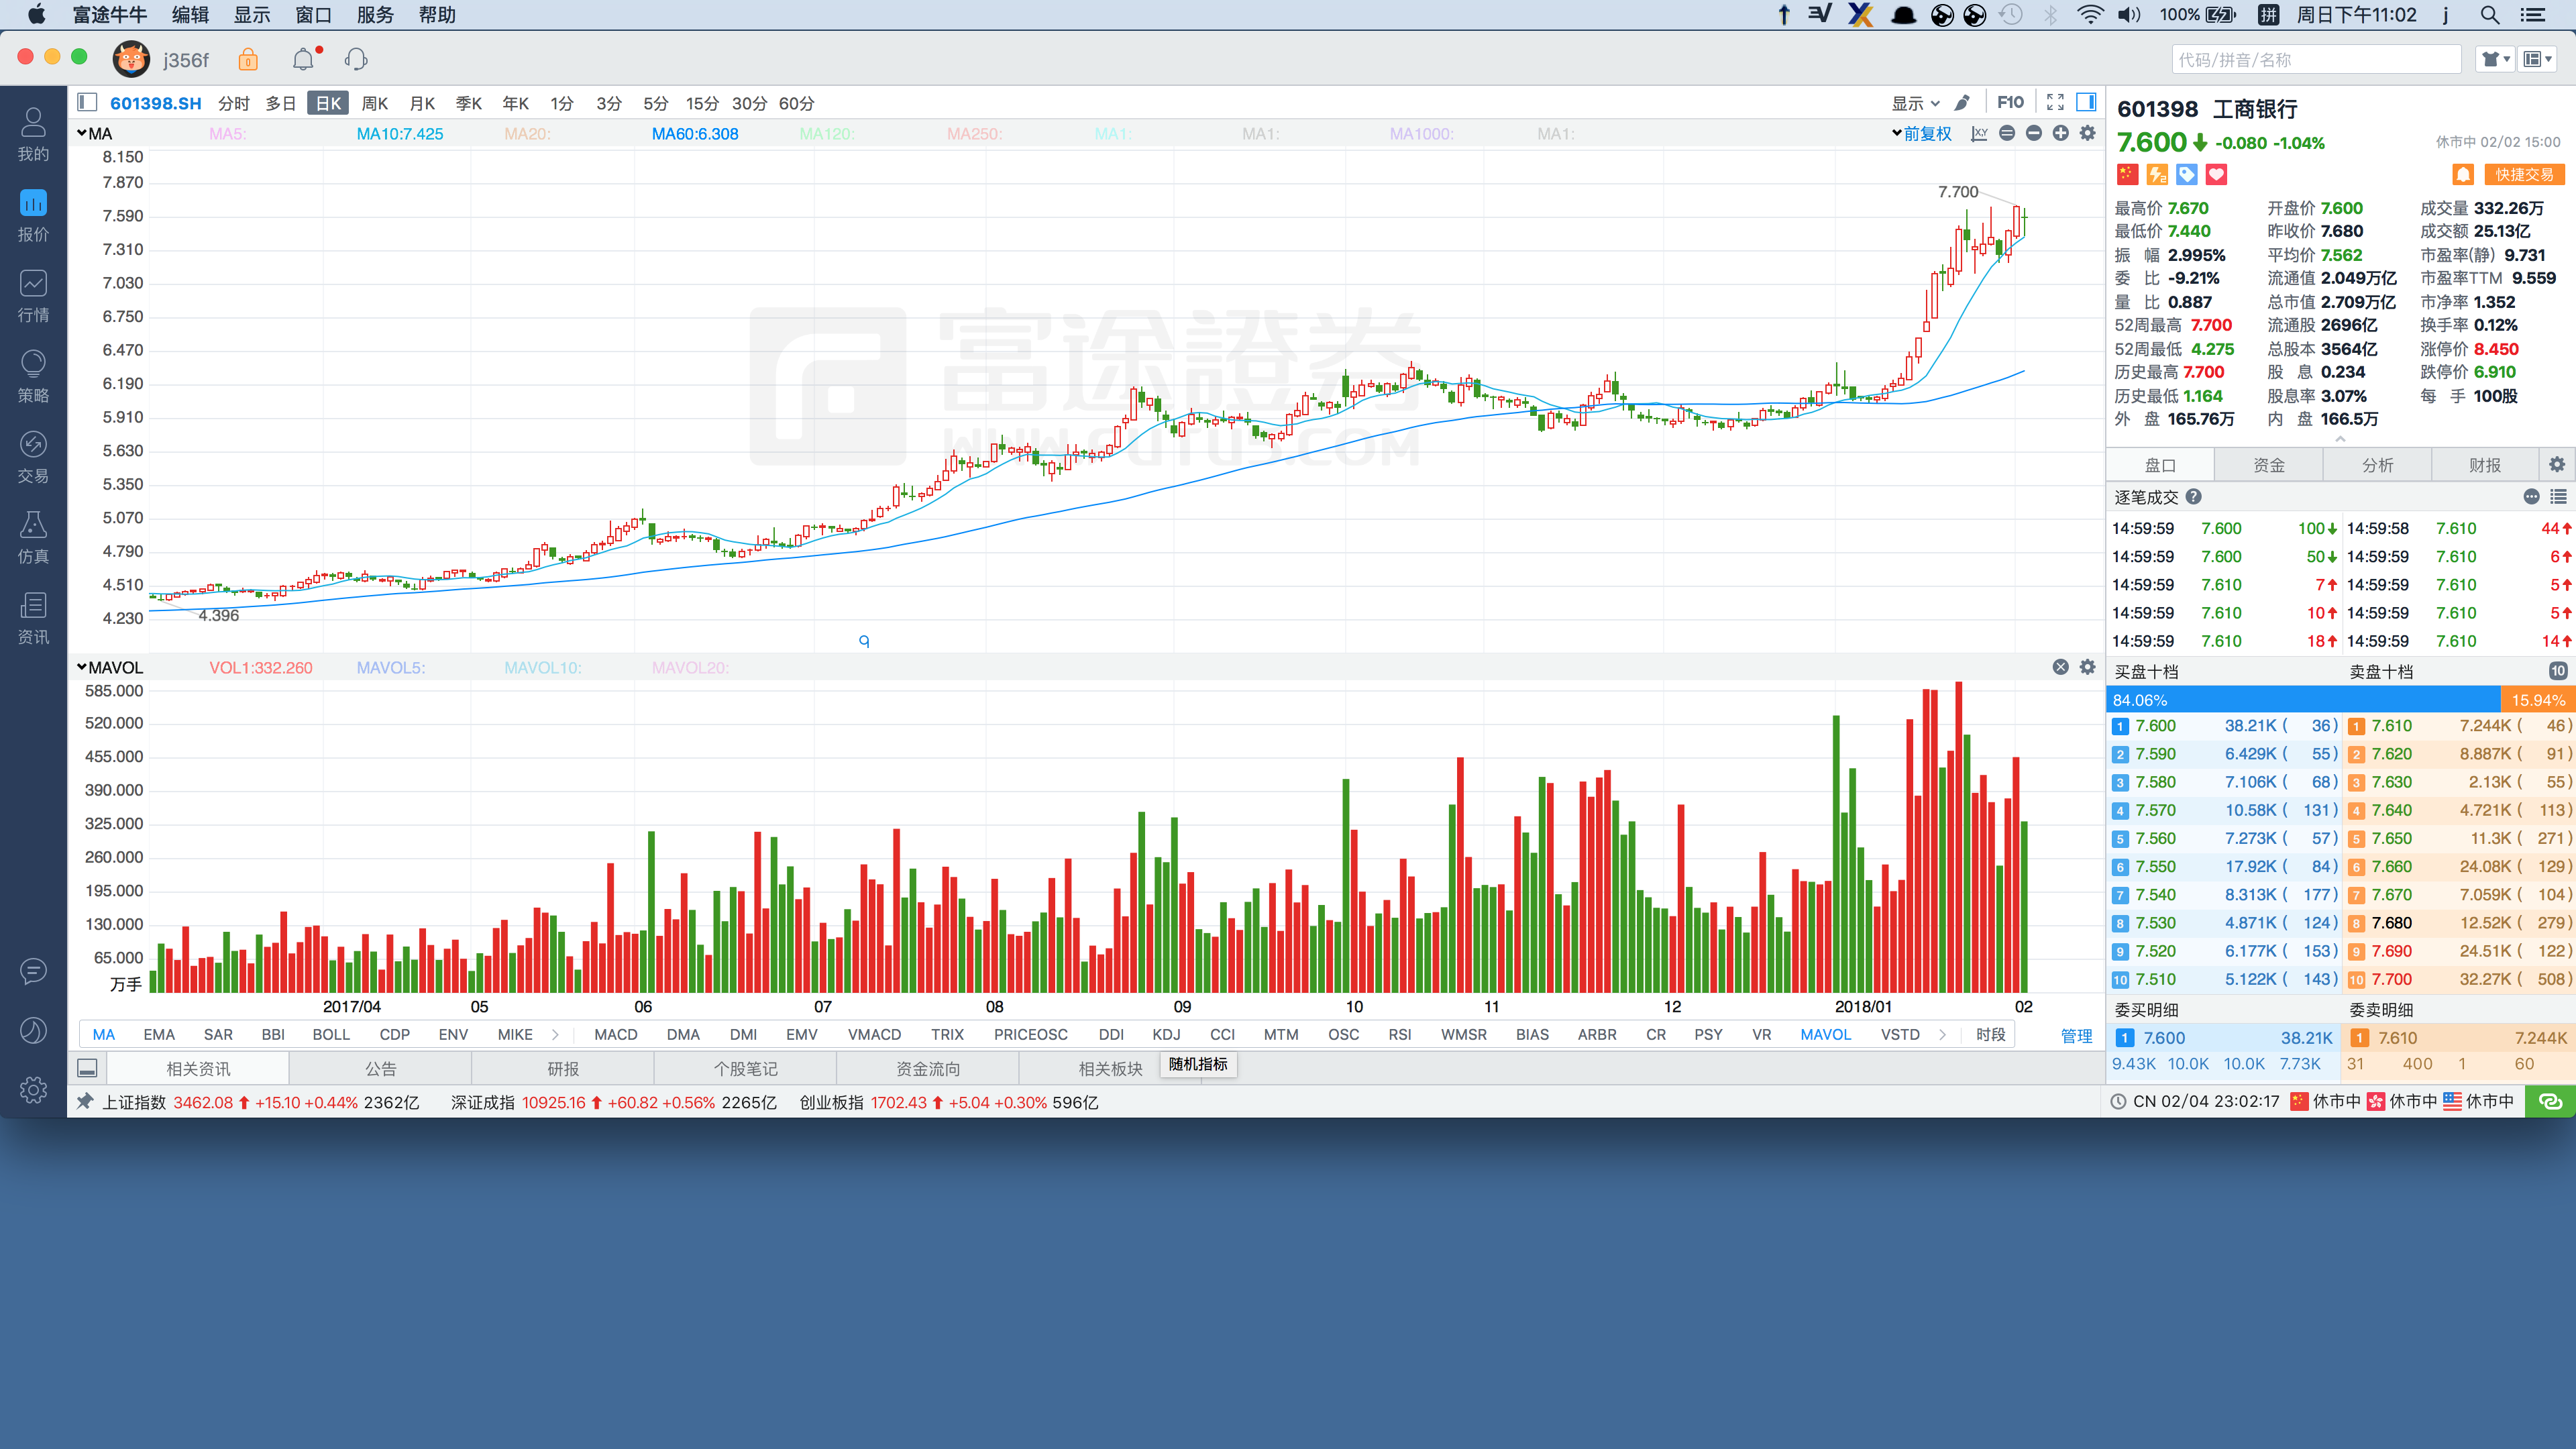 富途牛牛 编辑 显示 窗口 服务 帮助 100% 拼 周日下午11:02 j
j356f 代码/拼音/名称
我的
报价
行情
策略
交易
仿真
资讯
601398.SH 分时 多日 日K 周K 月K 季K 年K 1分 3分 5分 15分 30分 60分 显示 F10
MA MA5: MA10:7.425 MA20: MA60:6.308 MA120: MA250: MA1: MA1: MA1000: MA1: 前复权
8.150
7.870
7.590
7.310
7.030
6.750
6.470
6.190
5.910
5.630
5.350
5.070
4.790
4.510
4.230
7.700
4.396
富途證券
MAVOL VOL1:332.260 MAVOL5: MAVOL10: MAVOL20:
585.000
520.000
455.000
390.000
325.000
260.000
195.000
130.000
65.000
万手
2017/04 05 06 07 08 09 10 11 12 2018/01 02
MA EMA SAR BBI BOLL CDP ENV MIKE MACD DMA DMI EMV VMACD TRIX PRICEOSC DDI KDJ CCI MTM OSC RSI WMSR BIAS ARBR CR PSY VR MAVOL VSTD 时段 管理
相关资讯 公告 研报 个股笔记 资金流向 相关板块 随机指标
上证指数 3462.08 +15.10 +0.44% 2362亿 深证成指 10925.16 +60.82 +0.56% 2265亿 创业板指 1702.43 +5.04 +0.30% 596亿
601398 工商银行
7.600 -0.080 -1.04% 休市中 02/02 15:00
快捷交易
最高价 7.670 开盘价 7.600 成交量 332.26万
最低价 7.440 昨收价 7.680 成交额 25.13亿
振 幅 2.995% 平均价 7.562 市盈率(静) 9.731
委 比 -9.21% 流通值 2.049万亿 市盈率TTM 9.559
量 比 0.887 总市值 2.709万亿 市净率 1.352
52周最高 7.700 流通股 2696亿 换手率 0.12%
52周最低 4.275 总股本 3564亿 涨停价 8.450
历史最高 7.700 股 息 0.234 跌停价 6.910
历史最低 1.164 股息率 3.07% 每 手 100股
外 盘 165.76万 内 盘 166.5万
盘口 资金 分析 财报
逐笔成交
14:59:59 7.600 100 14:59:58 7.610 44
14:59:59 7.600 50 14:59:59 7.610 6
14:59:59 7.610 7 14:59:59 7.610 5
14:59:59 7.610 10 14:59:59 7.610 5
14:59:59 7.610 18 14:59:59 7.610 14
买盘十档 卖盘十档 10
84.06% 15.94%
1 7.600 38.21K ( 36) 1 7.610 7.244K ( 46)
2 7.590 6.429K ( 55) 2 7.620 8.887K ( 91)
3 7.580 7.106K ( 68) 3 7.630 2.13K ( 55)
4 7.570 10.58K ( 131) 4 7.640 4.721K ( 113)
5 7.560 7.273K ( 57) 5 7.650 11.3K ( 271)
6 7.550 17.92K ( 84) 6 7.660 24.08K ( 129)
7 7.540 8.313K ( 177) 7 7.670 7.059K ( 104)
8 7.530 4.871K ( 124) 8 7.680 12.52K ( 279)
9 7.520 6.177K ( 153) 9 7.690 24.51K ( 122)
10 7.510 5.122K ( 143) 10 7.700 32.27K ( 508)
委买明细 委卖明细
1 7.600 38.21K 1 7.610 7.244K
9.43K 10.0K 10.0K 7.73K 31 400 1 60
CN 02/04 23:02:17 休市中 休市中 休市中